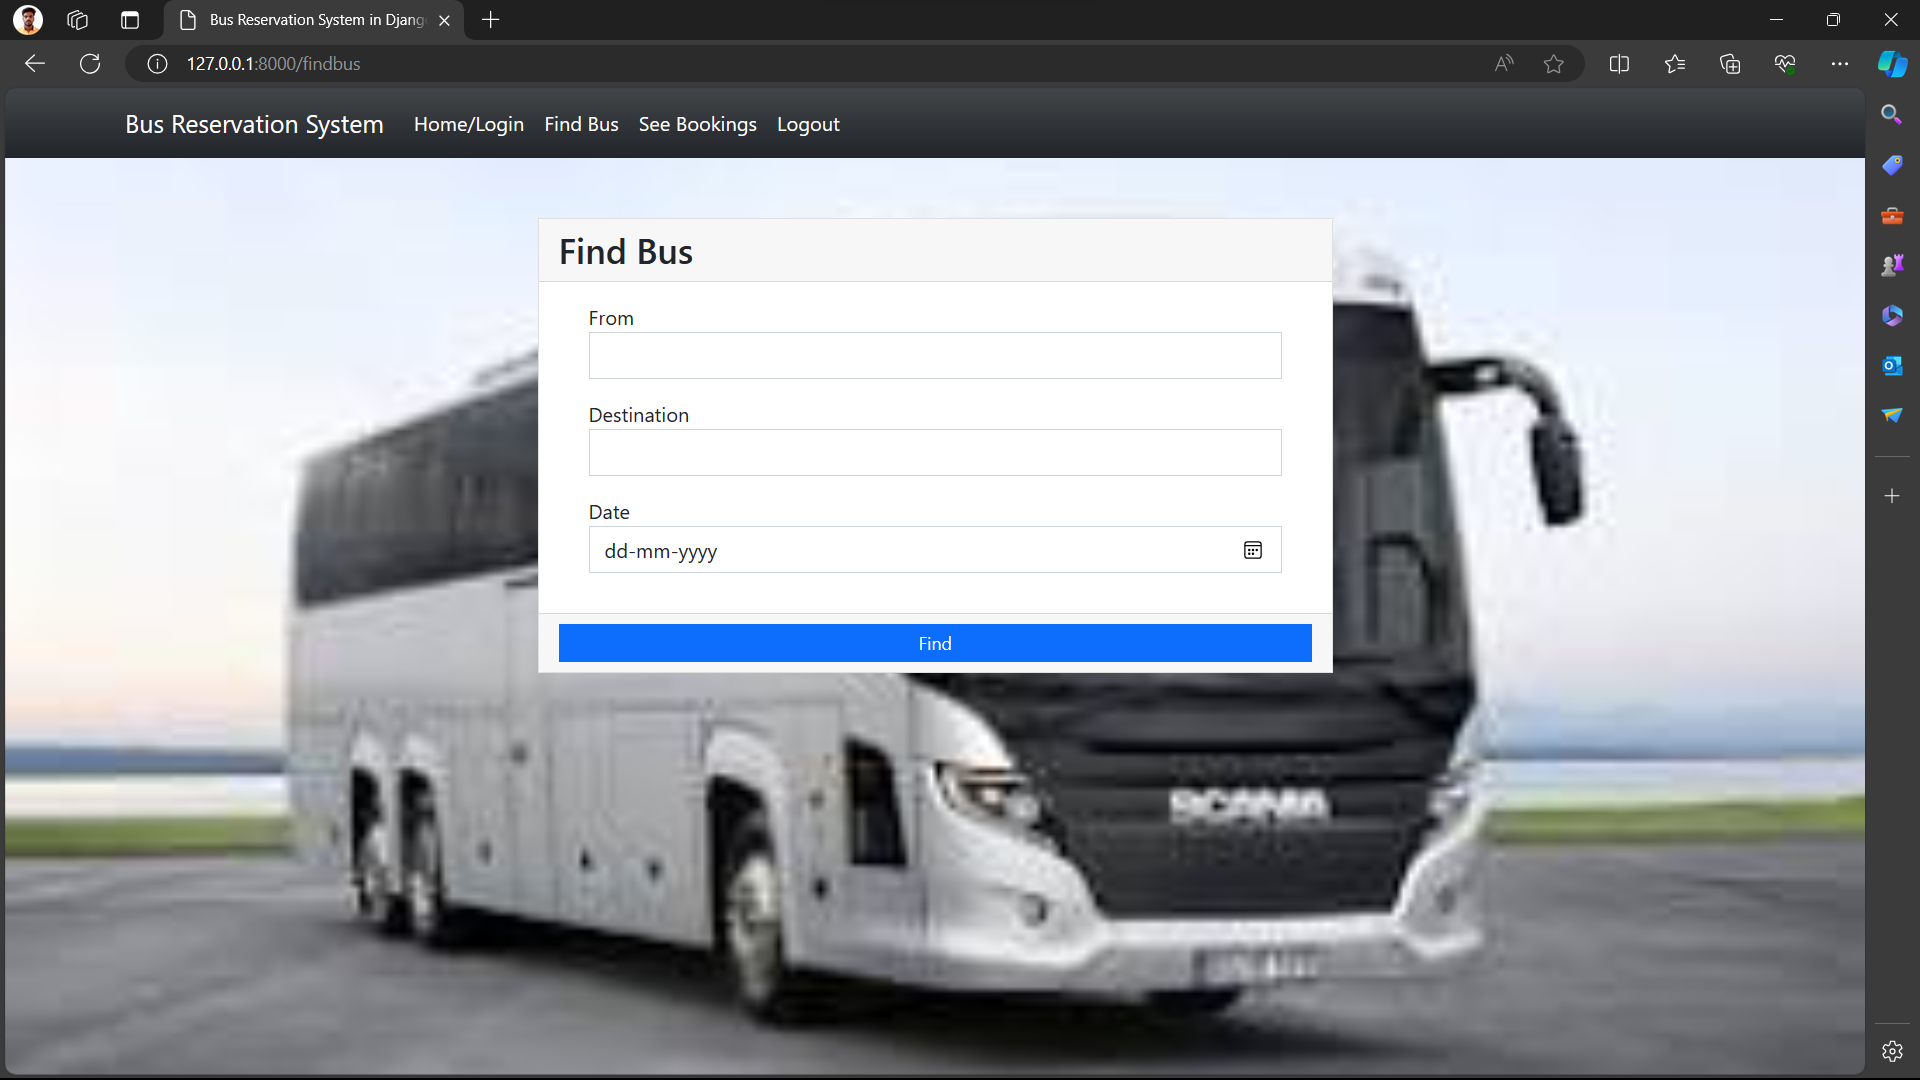 Bus Reservation System in Djang
127.0.0.1:8000/findbus
Bus Reservation System Home/Login Find Bus See Bookings Logout
Find Bus
From
Destination
Date
dd-mm-yyyy
Find
SCANIA